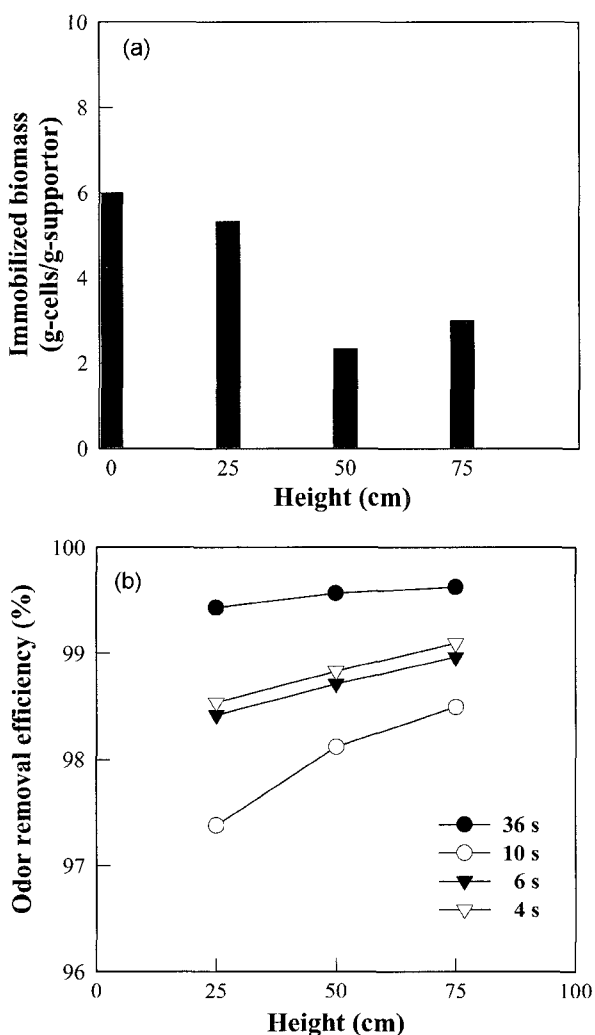 (a)
Immobilized biomass
(g-cells/g-supportor)
10
8
6
4
2
0
0 25 50 75
Height (cm)
(b)
Odor removal efficiency (%)
100
99
98
97
96
36 s
10 s
6 s
4 s
0 25 50 75 100
Height (cm)